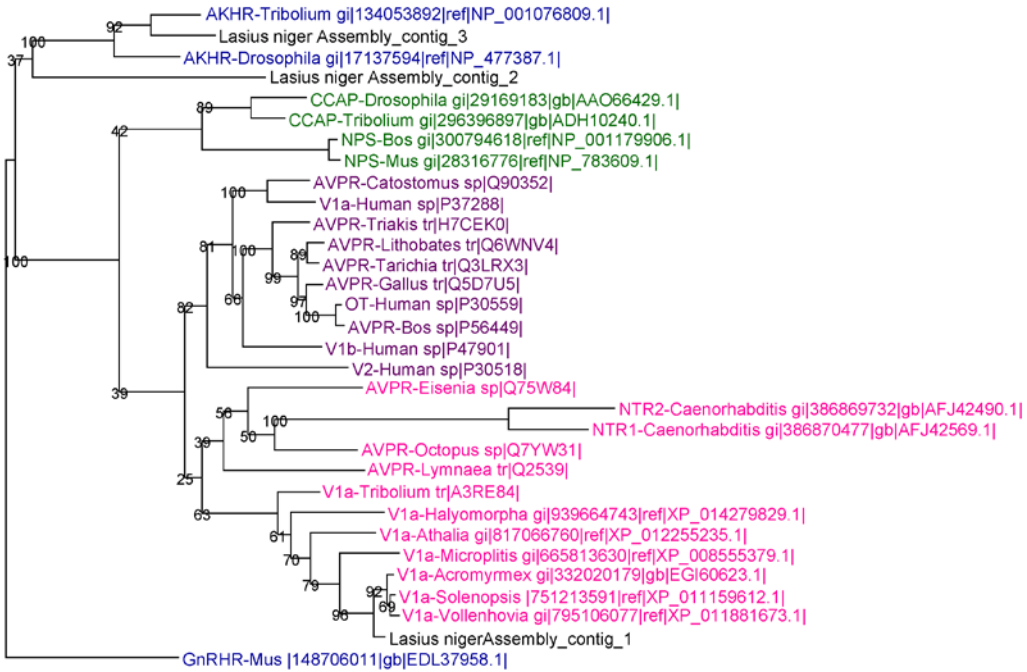 AKHR-Tribolium gi|134053892|ref|NP_001076809.1|
92
Lasius niger Assembly_contig_3
100
AKHR-Drosophila gi|17137594|ref|NP_477387.1|
37
Lasius niger Assembly_contig_2
CCAP-Drosophila gi|29169183|gb|AAO66429.1|
89
CCAP-Tribolium gi|296396897|gb|ADH10240.1|
42
NPS-Bos gi|300794618|ref|NP_001179906.1|
NPS-Mus gi|28316776|ref|NP_783609.1|
AVPR-Catostomus sp|Q90352|
100
V1a-Human sp|P37288|
AVPR-Triakis tr|H7CEK0|
81
100
AVPR-Lithobates tr|Q6WNV4|
89
100
AVPR-Tarichia tr|Q3LRX3|
99
AVPR-Gallus tr|Q5D7U5|
66
97
OT-Human sp|P30559|
82
100
AVPR-Bos sp|P56449|
V1b-Human sp|P47901|
V2-Human sp|P30518|
AVPR-Eisenia sp|Q75W84|
39
NTR2-Caenorhabditis gi|386869732|gb|AFJ42490.1|
56
100
NTR1-Caenorhabditis gi|386870477|gb|AFJ42569.1|
39
50
AVPR-Octopus sp|Q7YW31|
AVPR-Lymnaea tr|Q2539|
25
V1a-Tribolium tr|A3RE84|
63
V1a-Halyomorpha gi|939664743|ref|XP_014279829.1|
61
V1a-Athalia gi|817066760|ref|XP_012255235.1|
70
V1a-Microplitis gi|665813630|ref|XP_008555379.1|
V1a-Acromyrmex gi|332020179|gb|EGI60623.1|
79
92
V1a-Solenopsis |751213591|ref|XP_011159612.1|
69
V1a-Vollenhovia gi|795106077|ref|XP_011881673.1|
96
Lasius nigerAssembly_contig_1
GnRHR-Mus |148706011|gb|EDL37958.1|